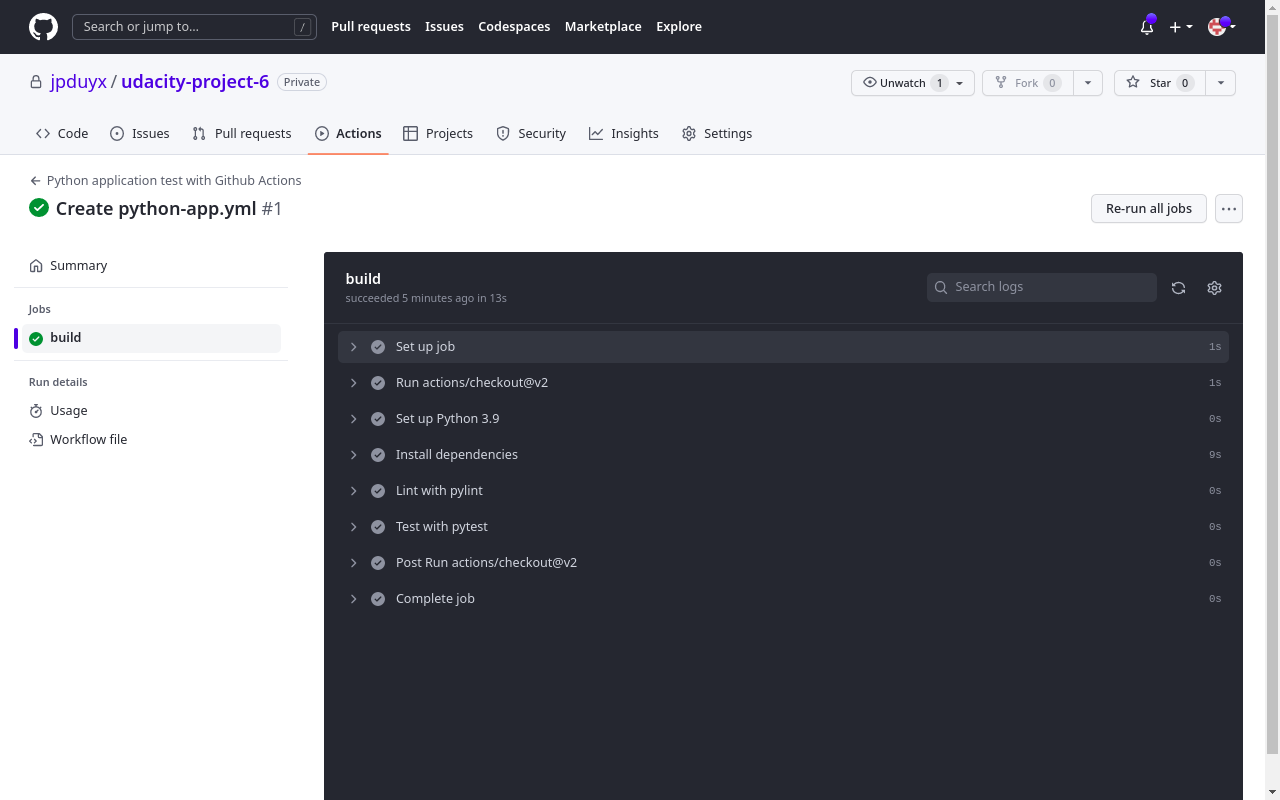 Search or jump to... / Pull requests Issues Codespaces Marketplace Explore
jpduyx / udacity-project-6 Private Unwatch 1 Fork 0 Star 0
Code Issues Pull requests Actions Projects Security Insights Settings
Python application test with Github Actions
Create python-app.yml #1 Re-run all jobs
Summary
Jobs
build
Run details
Usage
Workflow file
build
succeeded 5 minutes ago in 13s
Search logs
Set up job 1s
Run actions/checkout@v2 1s
Set up Python 3.9 0s
Install dependencies 9s
Lint with pylint 0s
Test with pytest 0s
Post Run actions/checkout@v2 0s
Complete job 0s